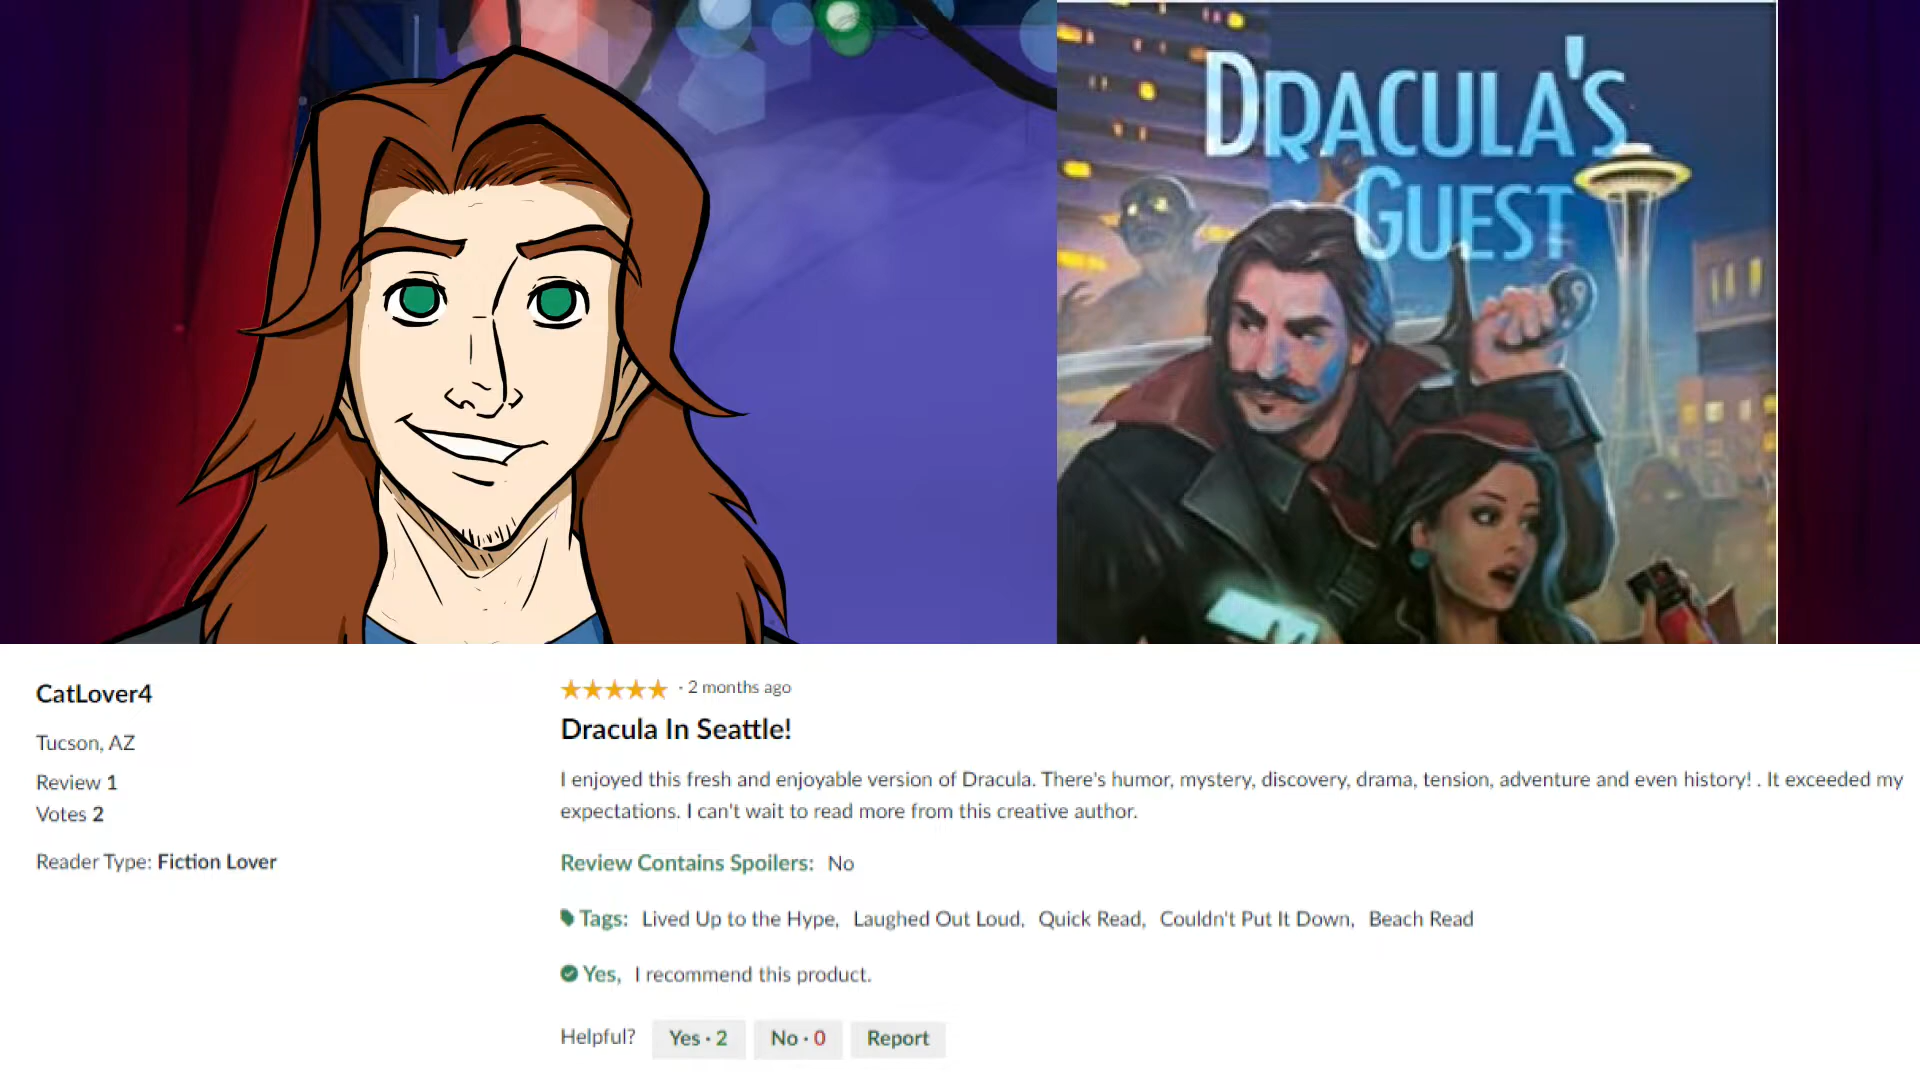 DRACULA'S
GUEST
CatLover4
Tucson, AZ
Review 1
Votes 2
Reader Type: Fiction Lover
★★★★★ · 2 months ago
Dracula In Seattle!
I enjoyed this fresh and enjoyable version of Dracula. There's humor, mystery, discovery, drama, tension, adventure and even history! . It exceeded my
expectations. I can't wait to read more from this creative author.
Review Contains Spoilers: No
Tags: Lived Up to the Hype, Laughed Out Loud, Quick Read, Couldn't Put It Down, Beach Read
Yes, I recommend this product.
Helpful? Yes · 2 No · 0 Report